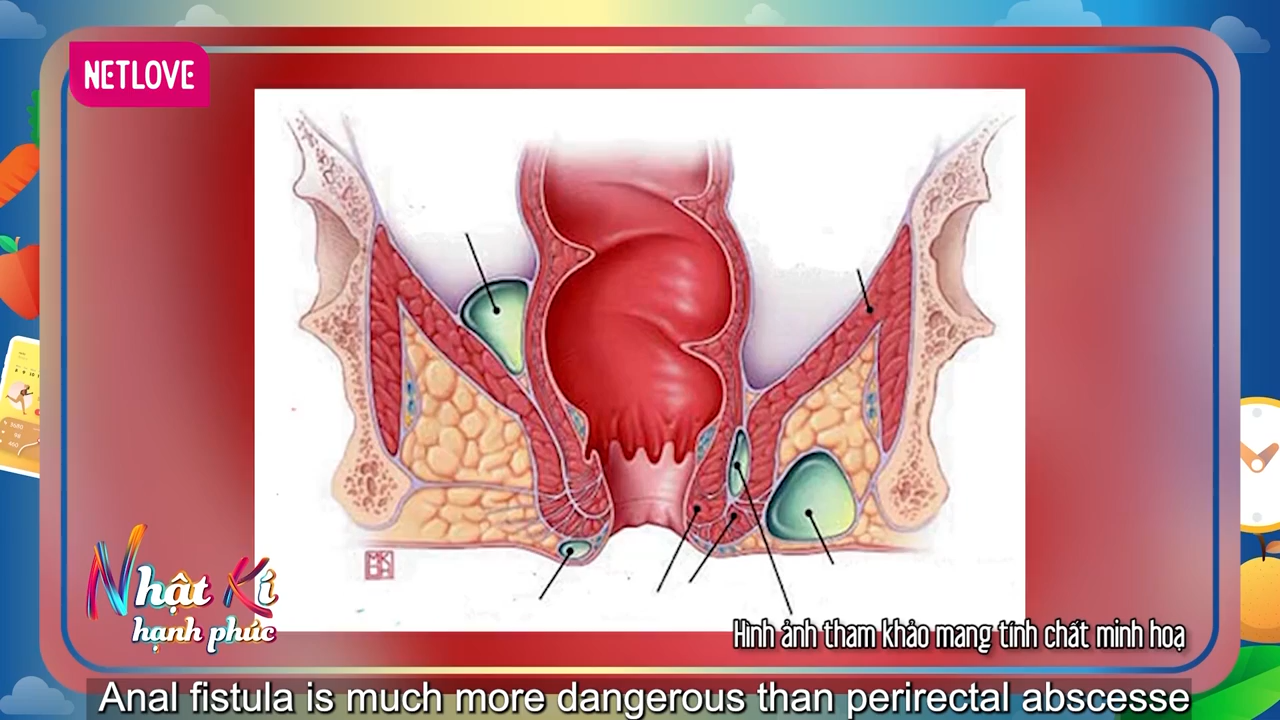 NETLOVE
Nhật Kí
hạnh phúc
Hình ảnh tham khảo mang tính chất minh hoạ
Anal fistula is much more dangerous than perirectal abscesse